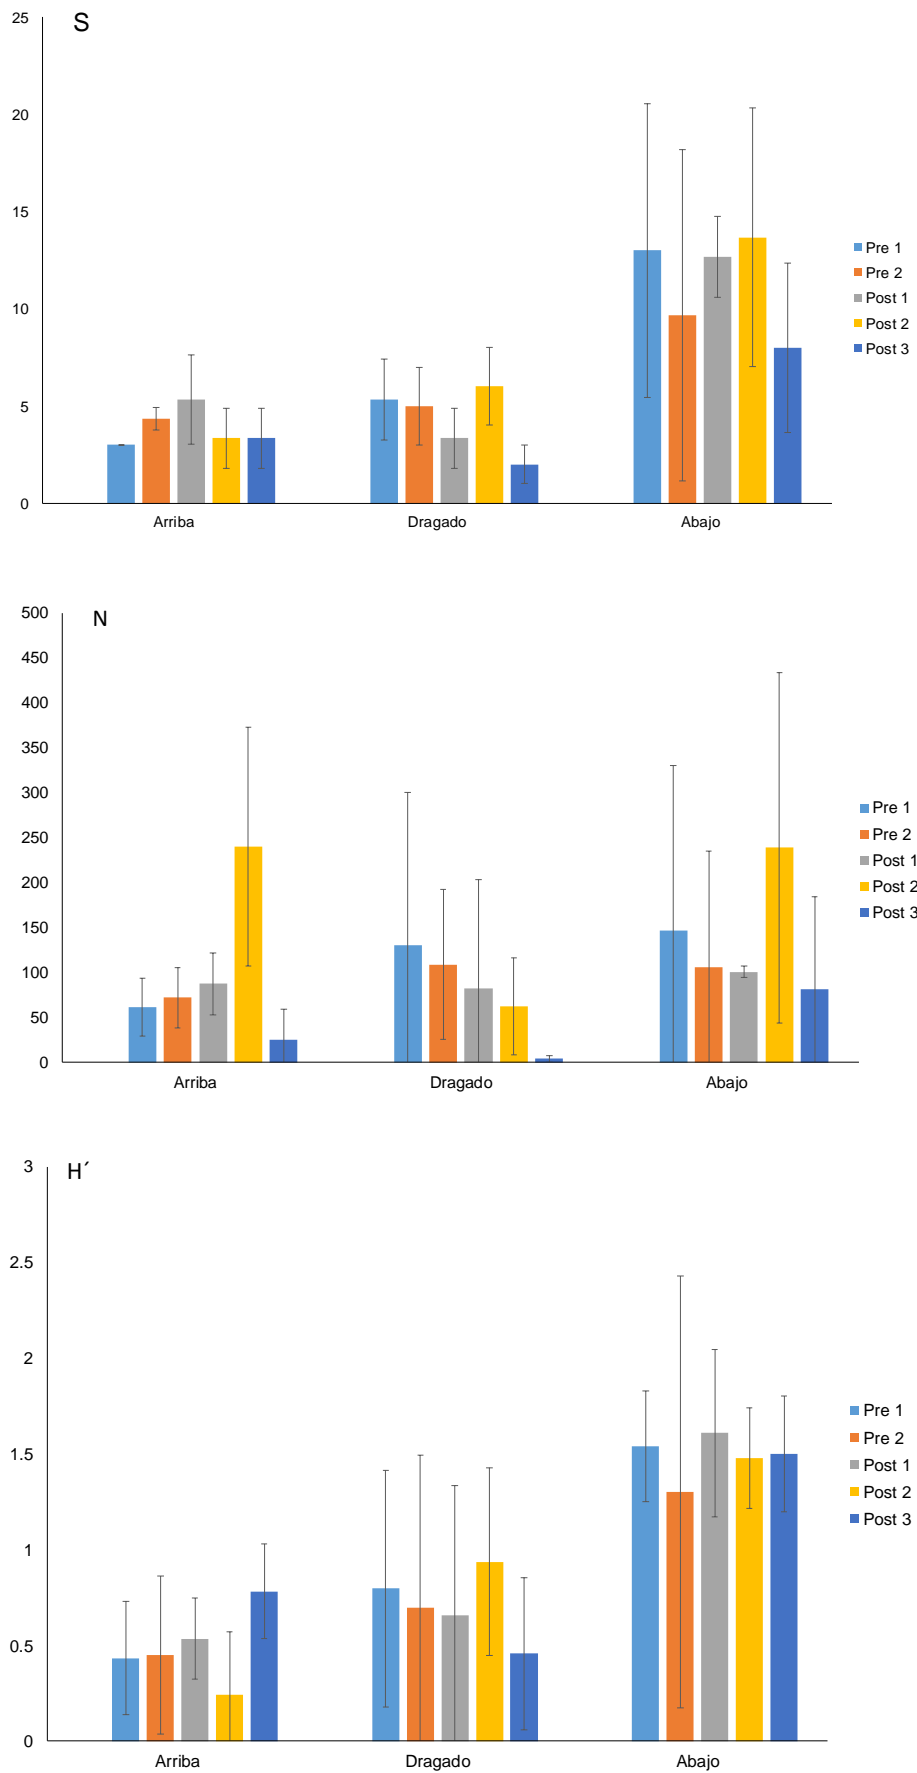 S
25
20
15
10
5
0
Arriba Dragado Abajo
Pre 1
Pre 2
Post 1
Post 2
Post 3
N
500
450
400
350
300
250
200
150
100
50
0
Arriba Dragado Abajo
Pre 1
Pre 2
Post 1
Post 2
Post 3
H´
3
2.5
2
1.5
1
0.5
0
Arriba Dragado Abajo
Pre 1
Pre 2
Post 1
Post 2
Post 3